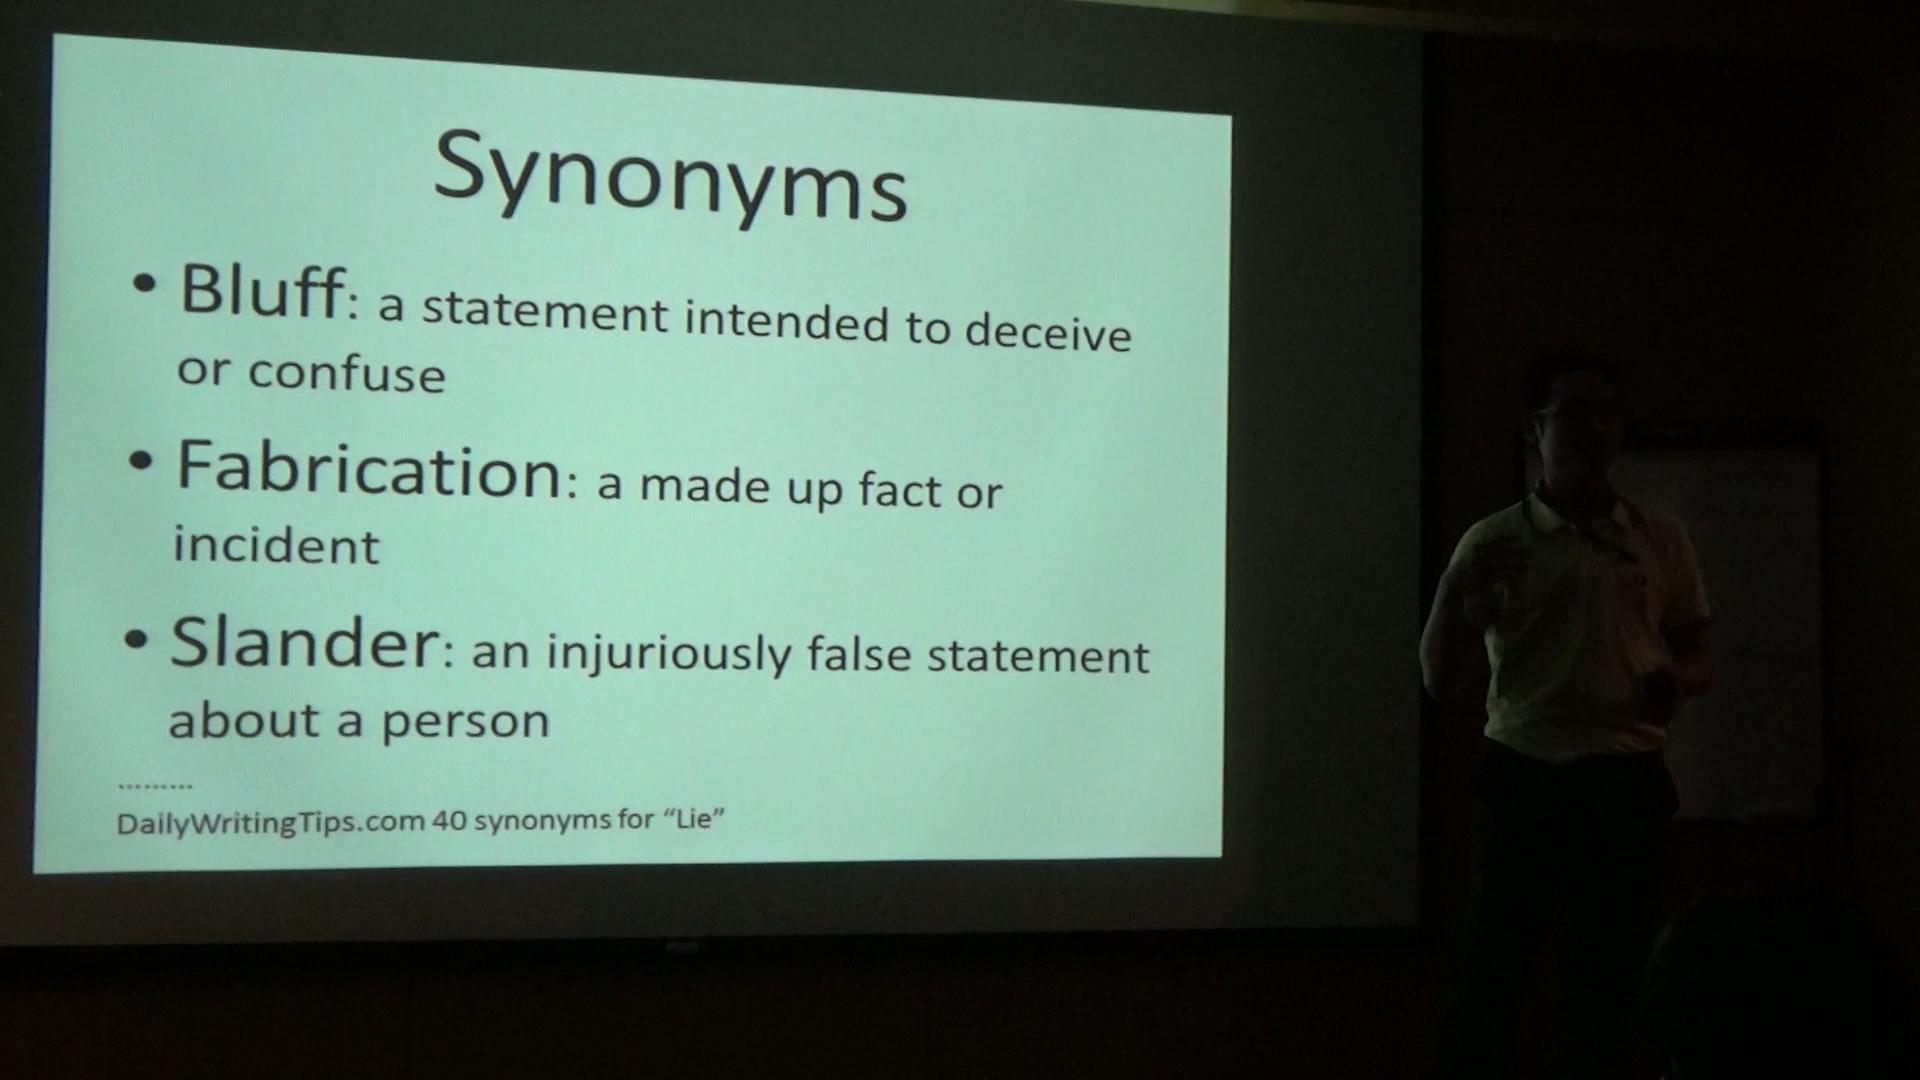 Synonyms
• Bluff: a statement intended to deceive
or confuse
• Fabrication: a made up fact or
incident
• Slander: an injuriously false statement
about a person
.........
DailyWritingTips.com 40 synonyms for “Lie”